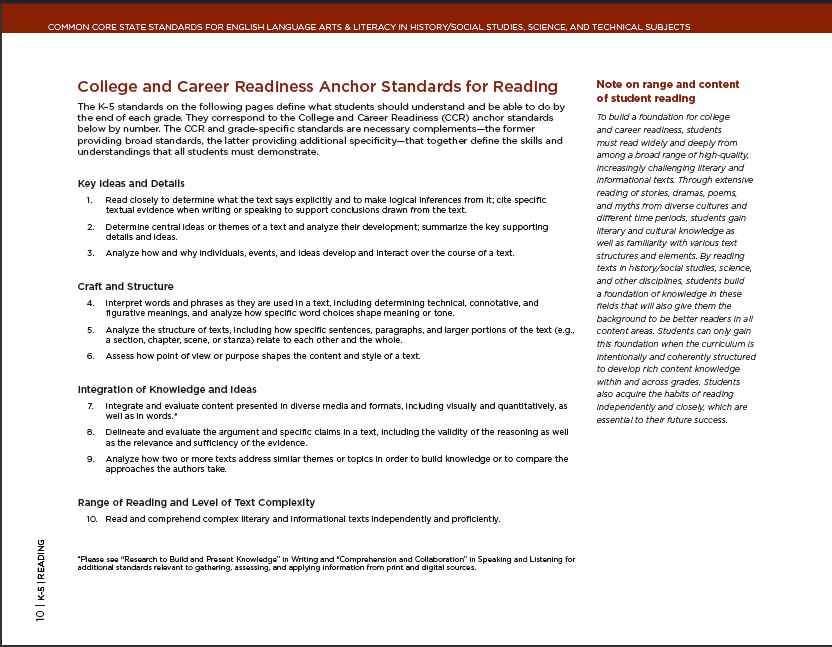 COMMON CORE STATE STANDARDS FOR ENGLISH LANGUAGE ARTS & LITERACY IN HISTORY/SOCIAL STUDIES, SCIENCE, AND TECHNICAL SUBJECTS
College and Career Readiness Anchor Standards for Reading
The K–5 standards on the following pages define what students should understand and be able to do by
the end of each grade. They correspond to the College and Career Readiness (CCR) anchor standards
below by number. The CCR and grade-specific standards are necessary complements—the former
providing broad standards, the latter providing additional specificity—that together define the skills and
understandings that all students must demonstrate.
Key Ideas and Details
1. Read closely to determine what the text says explicitly and to make logical inferences from it; cite specific
textual evidence when writing or speaking to support conclusions drawn from the text.
2. Determine central ideas or themes of a text and analyze their development; summarize the key supporting
details and ideas.
3. Analyze how and why individuals, events, and ideas develop and interact over the course of a text.
Craft and Structure
4. Interpret words and phrases as they are used in a text, including determining technical, connotative, and
figurative meanings, and analyze how specific word choices shape meaning or tone.
5. Analyze the structure of texts, including how specific sentences, paragraphs, and larger portions of the text (e.g.,
a section, chapter, scene, or stanza) relate to each other and the whole.
6. Assess how point of view or purpose shapes the content and style of a text.
Integration of Knowledge and Ideas
7. Integrate and evaluate content presented in diverse media and formats, including visually and quantitatively, as
well as in words.*
8. Delineate and evaluate the argument and specific claims in a text, including the validity of the reasoning as well
as the relevance and sufficiency of the evidence.
9. Analyze how two or more texts address similar themes or topics in order to build knowledge or to compare the
approaches the authors take.
Range of Reading and Level of Text Complexity
10. Read and comprehend complex literary and informational texts independently and proficiently.
*Please see “Research to Build and Present Knowledge” in Writing and “Comprehension and Collaboration” in Speaking and Listening for
additional standards relevant to gathering, assessing, and applying information from print and digital sources.
Note on range and content
of student reading
To build a foundation for college
and career readiness, students
must read widely and deeply from
among a broad range of high-quality,
increasingly challenging literary and
informational texts. Through extensive
reading of stories, dramas, poems,
and myths from diverse cultures and
different time periods, students gain
literary and cultural knowledge as
well as familiarity with various text
structures and elements. By reading
texts in history/social studies, science,
and other disciplines, students build
a foundation of knowledge in these
fields that will also give them the
background to be better readers in all
content areas. Students can only gain
this foundation when the curriculum is
intentionally and coherently structured
to develop rich content knowledge
within and across grades. Students
also acquire the habits of reading
independently and closely, which are
essential to their future success.
10 | K-5 | READING